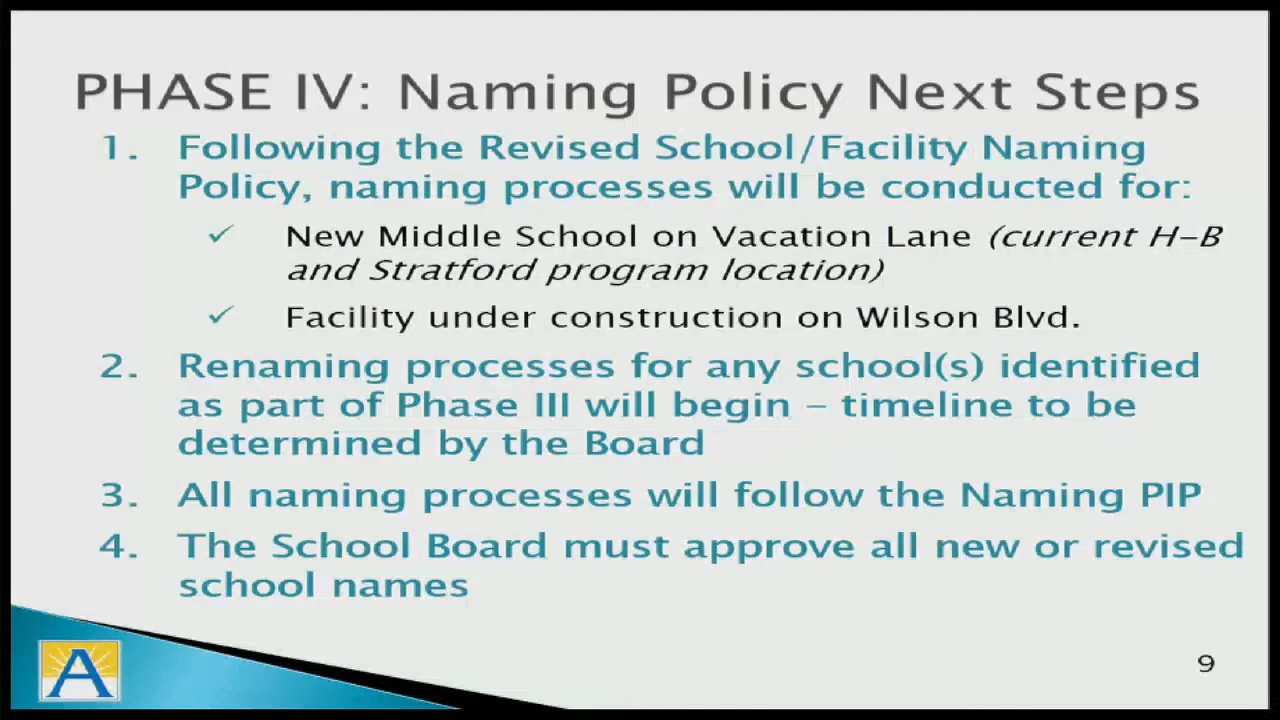 PHASE IV: Naming Policy Next Steps
1. Following the Revised School/Facility Naming
Policy, naming processes will be conducted for:
✓ New Middle School on Vacation Lane (current H-B
and Stratford program location)
✓ Facility under construction on Wilson Blvd.
2. Renaming processes for any school(s) identified
as part of Phase III will begin – timeline to be
determined by the Board
3. All naming processes will follow the Naming PIP
4. The School Board must approve all new or revised
school names
A
9